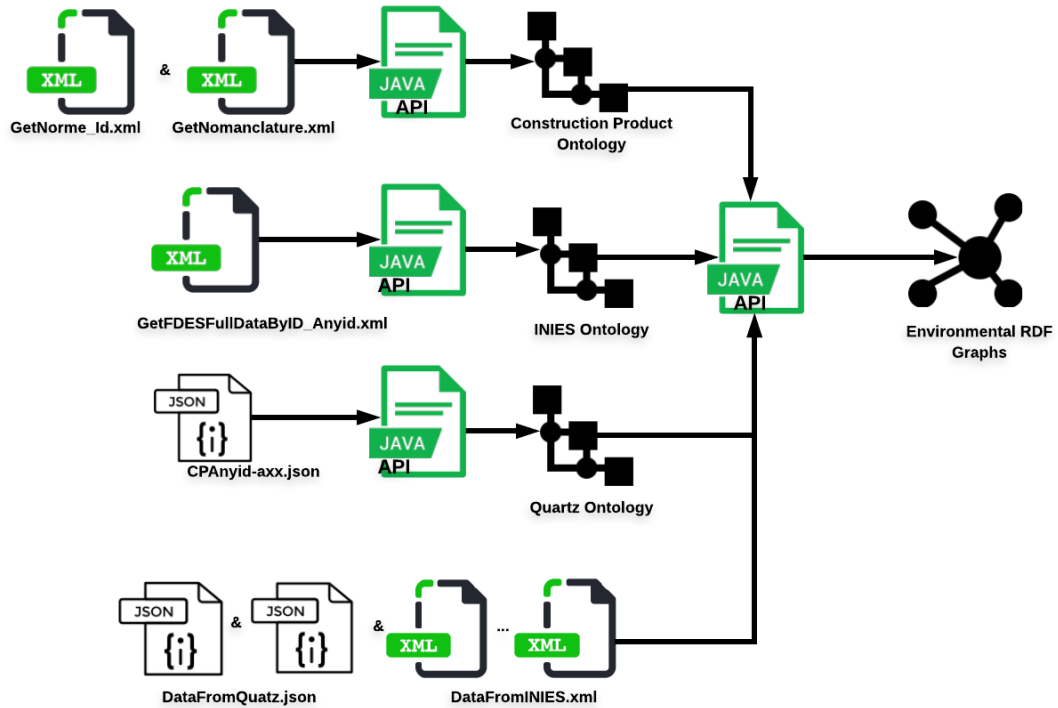 XML
&
XML
JAVA
API
GetNorme_Id.xml
GetNomanclature.xml
Construction Product
Ontology
XML
JAVA
API
JAVA
API
GetFDESFullDataByID_Anyid.xml
INIES Ontology
Environmental RDF
Graphs
JSON
{i}
JAVA
API
CPAnyid-axx.json
Quartz Ontology
JSON
{i}
&
JSON
{i}
&
XML
...
XML
DataFromQuatz.json
DataFromINIES.xml